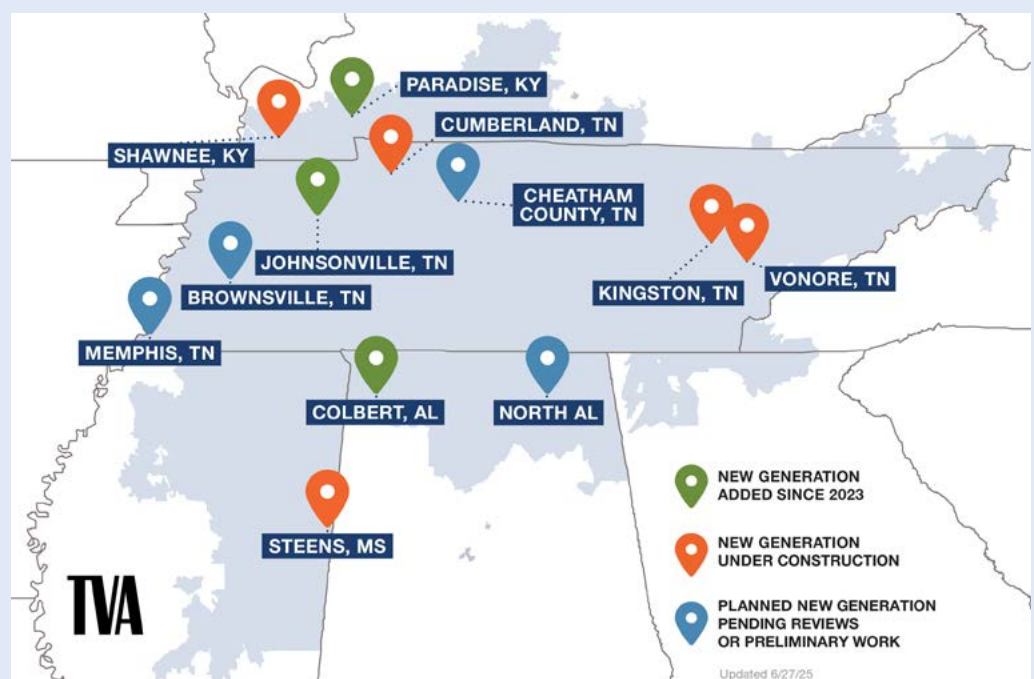 PARADISE, KY
CUMBERLAND, TN
SHAWNEE, KY
CHEATHAM
COUNTY, TN
JOHNSONVILLE, TN
BROWNSVILLE, TN
KINGSTON, TN
VONORE, TN
MEMPHIS, TN
COLBERT, AL
NORTH AL
STEENS, MS
NEW GENERATION
ADDED SINCE 2023
NEW GENERATION
UNDER CONSTRUCTION
PLANNED NEW GENERATION
PENDING REVIEWS
OR PRELIMINARY WORK
TVA
Updated 6/27/25